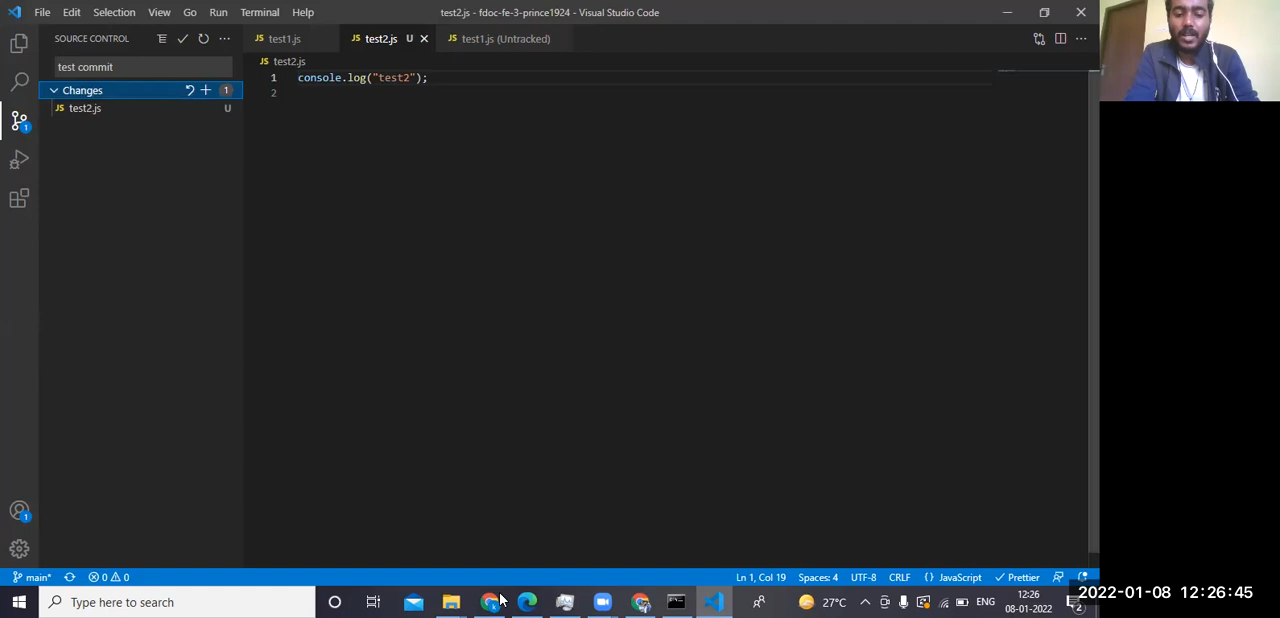 File Edit Selection View Go Run Terminal Help
test2.js - fdoc-fe-3-prince1924 - Visual Studio Code
SOURCE CONTROL
JS test1.js
JS test2.js U
JS test1.js (Untracked)
test commit
JS test2.js
Changes 1
JS test2.js U
1 console.log("test2");
2
1
1
main*
0 0
Ln 1, Col 19 Spaces: 4 UTF-8 CRLF {} JavaScript Prettier
Type here to search
27°C
ENG
12:26
08-01-2022
2
2022-01-08 12:26:45